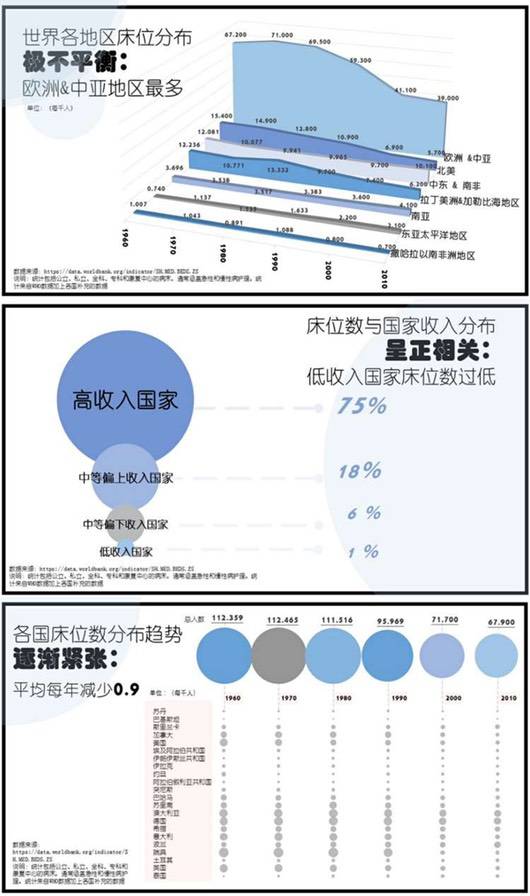 世界各地区床位分布
极不平衡：
欧洲&中亚地区最多
单位：（每千人）
67.200
71.000
69.500
59.300
41.100
39.000
15.400
14.900
12.800
10.900
6.900
5.700
欧洲 &中亚
12.081
10.077
9.941
9.965
9.700
10.100
北美
12.236
10.771
13.333
7.400
6.200
中东 & 南非
3.696
3.538
3.517
3.383
3.600
4.100
拉丁美洲&加勒比海地区
南亚
0.740
1.137
1.633
2.200
3.100
东亚太平洋地区
1.007
1.043
0.891
1.088
0.800
0.700
撒哈拉以南非洲地区
1960
1970
1980
1990
2000
2010
数据来源：https://data.worldbank.org/indicator/SH.MED.BEDS.ZS
说明：统计包括公立、私立、全科、专科和康复中心的病床。通常涵盖急性和慢性病护理。统
计来自WHO数据加上各国补充的数据
床位数与国家收入分布
呈正相关：
低收入国家床位数过低
高收入国家
75%
中等偏上收入国家
18%
中等偏下收入国家
6 %
低收入国家
1 %
数据来源：https://data.worldbank.org/indicator/SH.MED.BEDS.ZS
说明：统计包括公立、私立、全科、专科和康复中心的病床。通常涵盖急性和慢性病护理。统
计来自WHO数据加上各国补充的数据
各国床位数分布趋势
逐渐紧张：
平均每年减少0.9
单位：（每千人）
总人数
112.359
112.465
111.516
95.969
71.700
67.900
1960
1970
1980
1990
2000
2010
苏丹
巴基斯坦
斯里兰卡
加拿大
美国
埃及阿拉伯共和国
伊朗伊斯兰共和国
伊拉克
约旦
阿拉伯叙利亚共和国
突尼斯
巴哈马
苏里南
澳大利亚
德国
希腊
意大利
波兰
瑞典
土耳其
英国
泰国
数据来源：
https://data.worldbank.org/indicator/S
H.MED.BEDS.ZS
说明：统计包括公立、私立、全科、专
科和康复中心的病床。通常涵盖急性和
慢性病护理。统计来自WHO数据加上各
国补充的数据